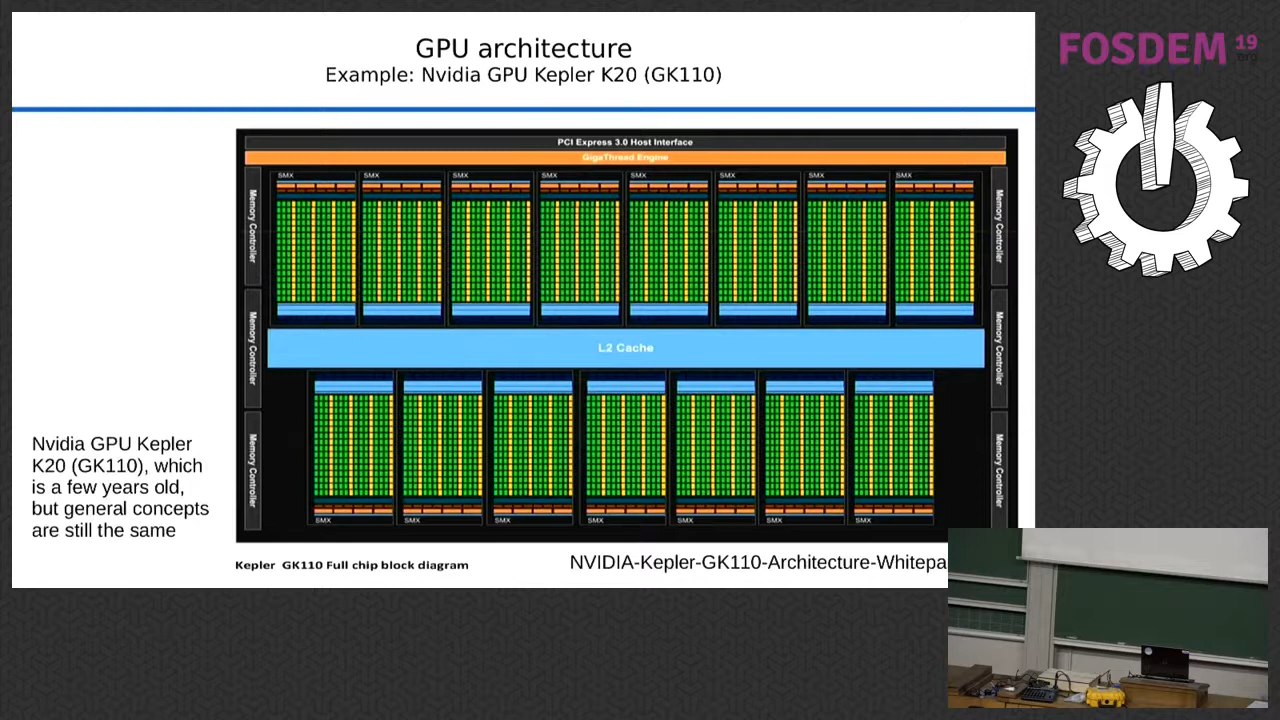 GPU architecture
Example: Nvidia GPU Kepler K20 (GK110)
FOSDEM 19
.org
PCI Express 3.0 Host Interface
GigaThread Engine
SMX SMX SMX SMX SMX SMX SMX SMX
Memory Controller
Memory Controller
Memory Controller
L2 Cache
Memory Controller
Memory Controller
Memory Controller
SMX SMX SMX SMX SMX SMX SMX
Nvidia GPU Kepler
K20 (GK110), which
is a few years old,
but general concepts
are still the same
Kepler GK110 Full chip block diagram
NVIDIA-Kepler-GK110-Architecture-Whitepa